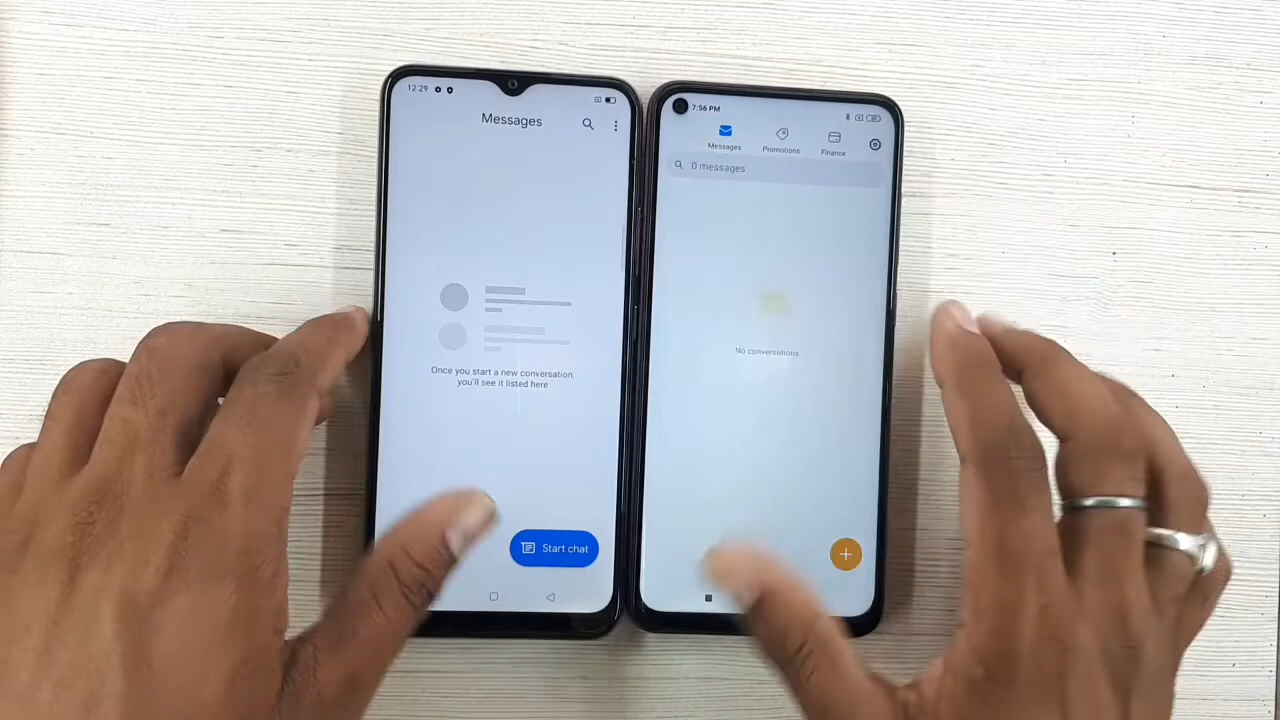 12 29
Messages
Once you start a new conversation,
you'll see it listed here
Start chat
7:56 PM
Messages
Promotions
Finance
0 messages
No conversations